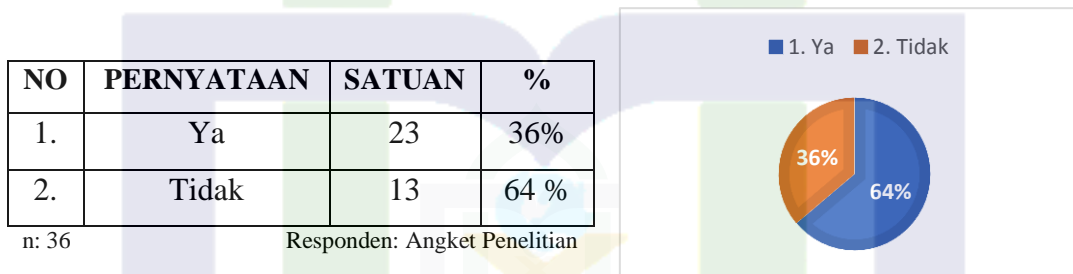 NO PERNYATAAN SATUAN %
1. Ya 23 36%
2. Tidak 13 64 %
n: 36 Responden: Angket Penelitian
1. Ya 2. Tidak
36%
64%